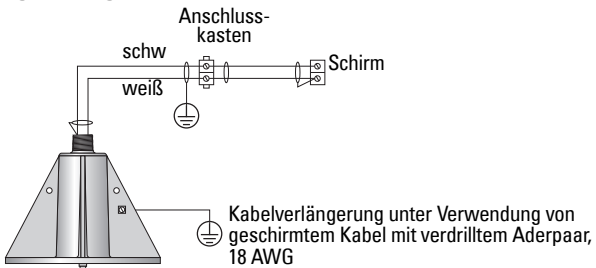 Anschluss-
kasten
schw
Schirm
weiß
Kabelverlängerung unter Verwendung von
geschirmtem Kabel mit verdrilltem Aderpaar,
18 AWG